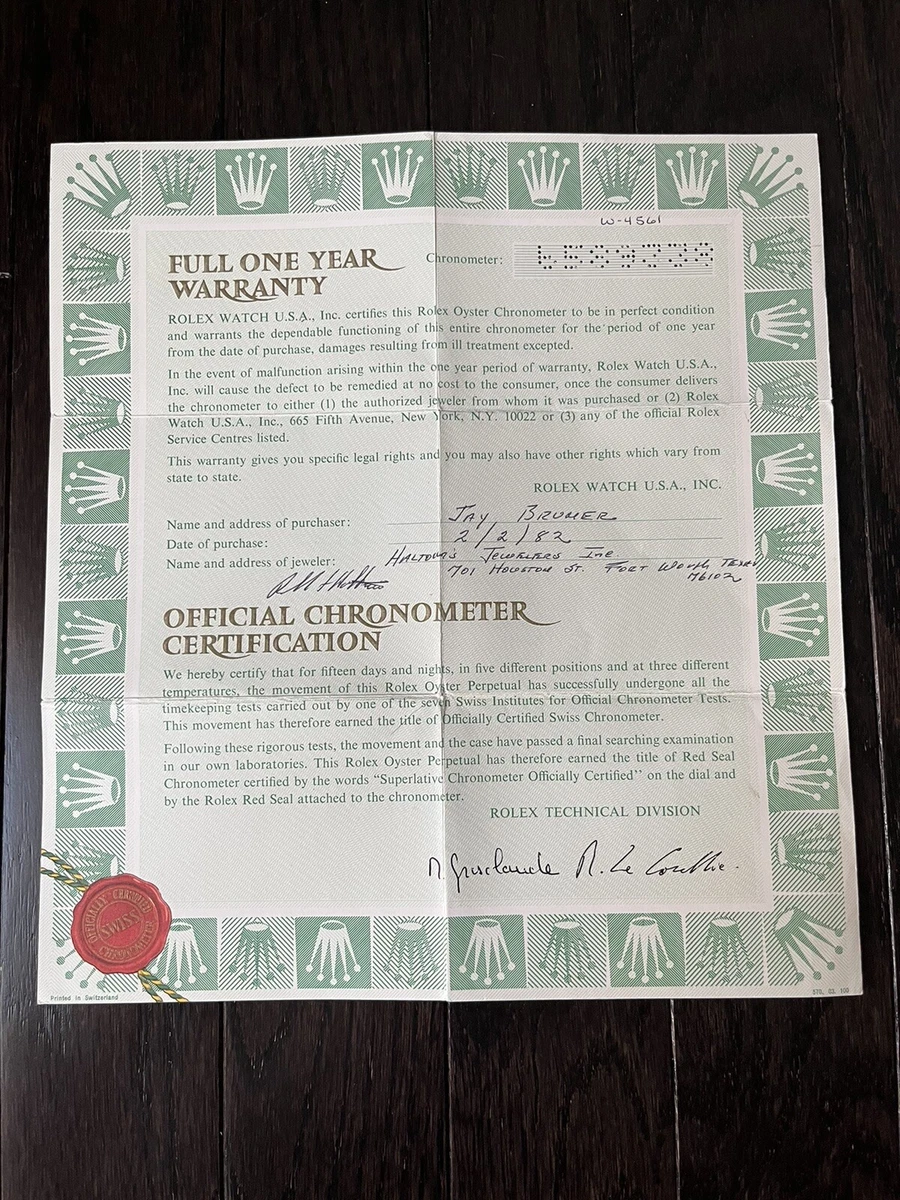 W-4561
FULL ONE YEAR
WARRANTY
Chronometer:
ROLEX WATCH U.S.A., Inc. certifies this Rolex Oyster Chronometer to be in perfect condition
and warrants the dependable functioning of this entire chronometer for the period of one year
from the date of purchase, damages resulting from ill treatment excepted.
In the event of malfunction arising within the one year period of warranty, Rolex Watch U.S.A.,
Inc. will cause the defect to be remedied at no cost to the consumer, once the consumer delivers
the chronometer to either (1) the authorized jeweler from whom it was purchased or (2) Rolex
Watch U.S.A., Inc., 665 Fifth Avenue, New York, N.Y. 10022 or (3) any of the official Rolex
Service Centres listed.
This warranty gives you specific legal rights and you may also have other rights which vary from
state to state.
ROLEX WATCH U.S.A., INC.
Name and address of purchaser: JAY BRUMER
Date of purchase: 2/2/82
Name and address of jeweler: HALTOM'S JEWELERS INC.
701 HOUSTON ST. FORT WORTH TEXAS
76102
OFFICIAL CHRONOMETER
CERTIFICATION
We hereby certify that for fifteen days and nights, in five different positions and at three different
temperatures, the movement of this Rolex Oyster Perpetual has successfully undergone all the
timekeeping tests carried out by one of the seven Swiss Institutes for Official Chronometer Tests.
This movement has therefore earned the title of Officially Certified Swiss Chronometer.
Following these rigorous tests, the movement and the case have passed a final searching examination
in our own laboratories. This Rolex Oyster Perpetual has therefore earned the title of Red Seal
Chronometer certified by the words “Superlative Chronometer Officially Certified” on the dial and
by the Rolex Red Seal attached to the chronometer.
ROLEX TECHNICAL DIVISION
OFFICIALLY CERTIFIED
SWISS
CHRONOMETER
Printed in Switzerland
570. 03. 100